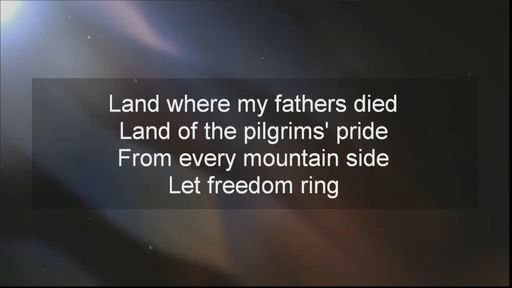 Land where my fathers died
Land of the pilgrims' pride
From every mountain side
Let freedom ring